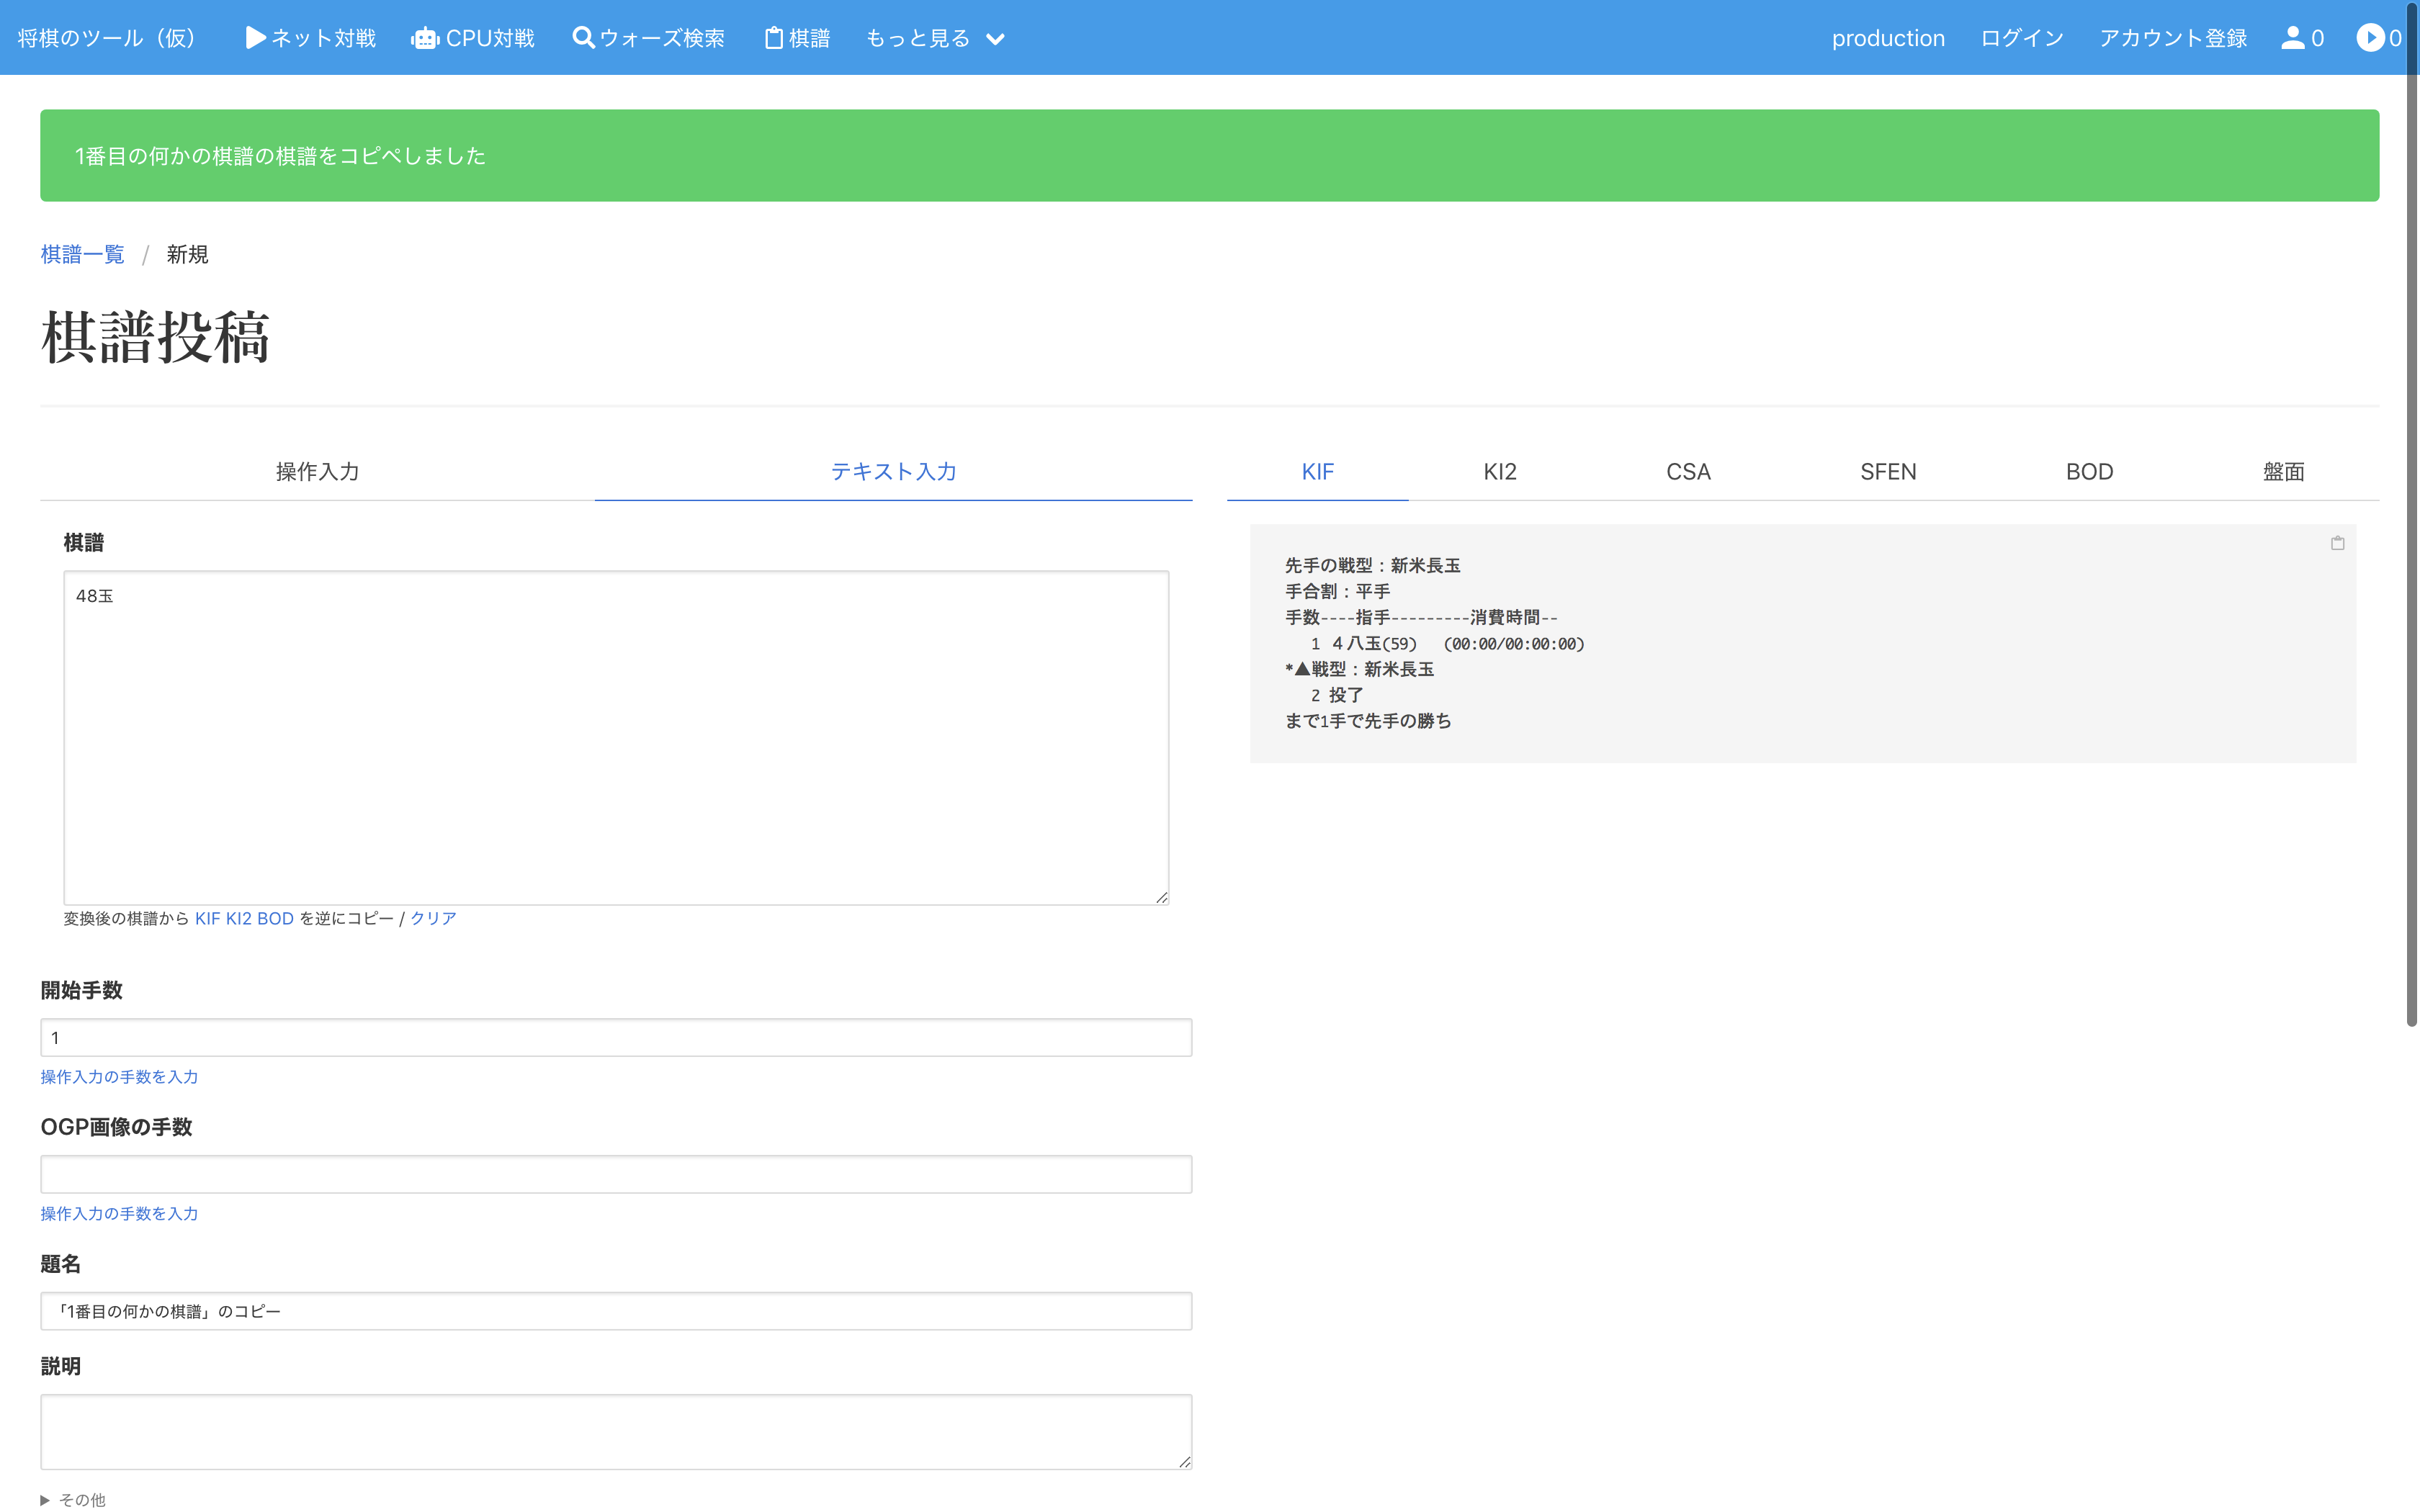 将棋のツール（仮） ネット対戦 CPU対戦 ウォーズ検索 棋譜 もっと見る production ログイン アカウント登録 0 0
1番目の何かの棋譜の棋譜をコピペしました
棋譜一覧 / 新規
棋譜投稿
操作入力 テキスト入力
棋譜
48玉
変換後の棋譜から KIF KI2 BOD を逆にコピー / クリア
開始手数
1
操作入力の手数を入力
OGP画像の手数
操作入力の手数を入力
題名
「1番目の何かの棋譜」のコピー
説明
▶ その他
KIF KI2 CSA SFEN BOD 盤面
先手の戦型：新米長玉
手合割：平手
手数----指手---------消費時間--
1 ４八玉(59) (00:00/00:00:00)
*▲戦型：新米長玉
2 投了
まで1手で先手の勝ち